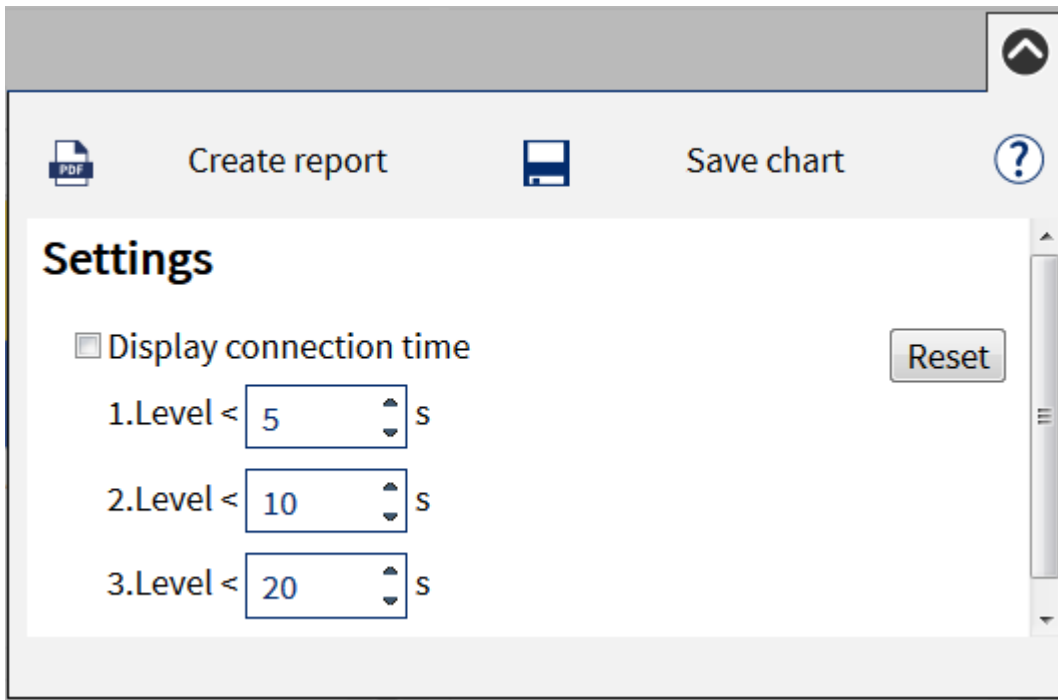 PDF Create report Save chart ?
Settings
Display connection time Reset
1.Level < 5 s
2.Level < 10 s
3.Level < 20 s